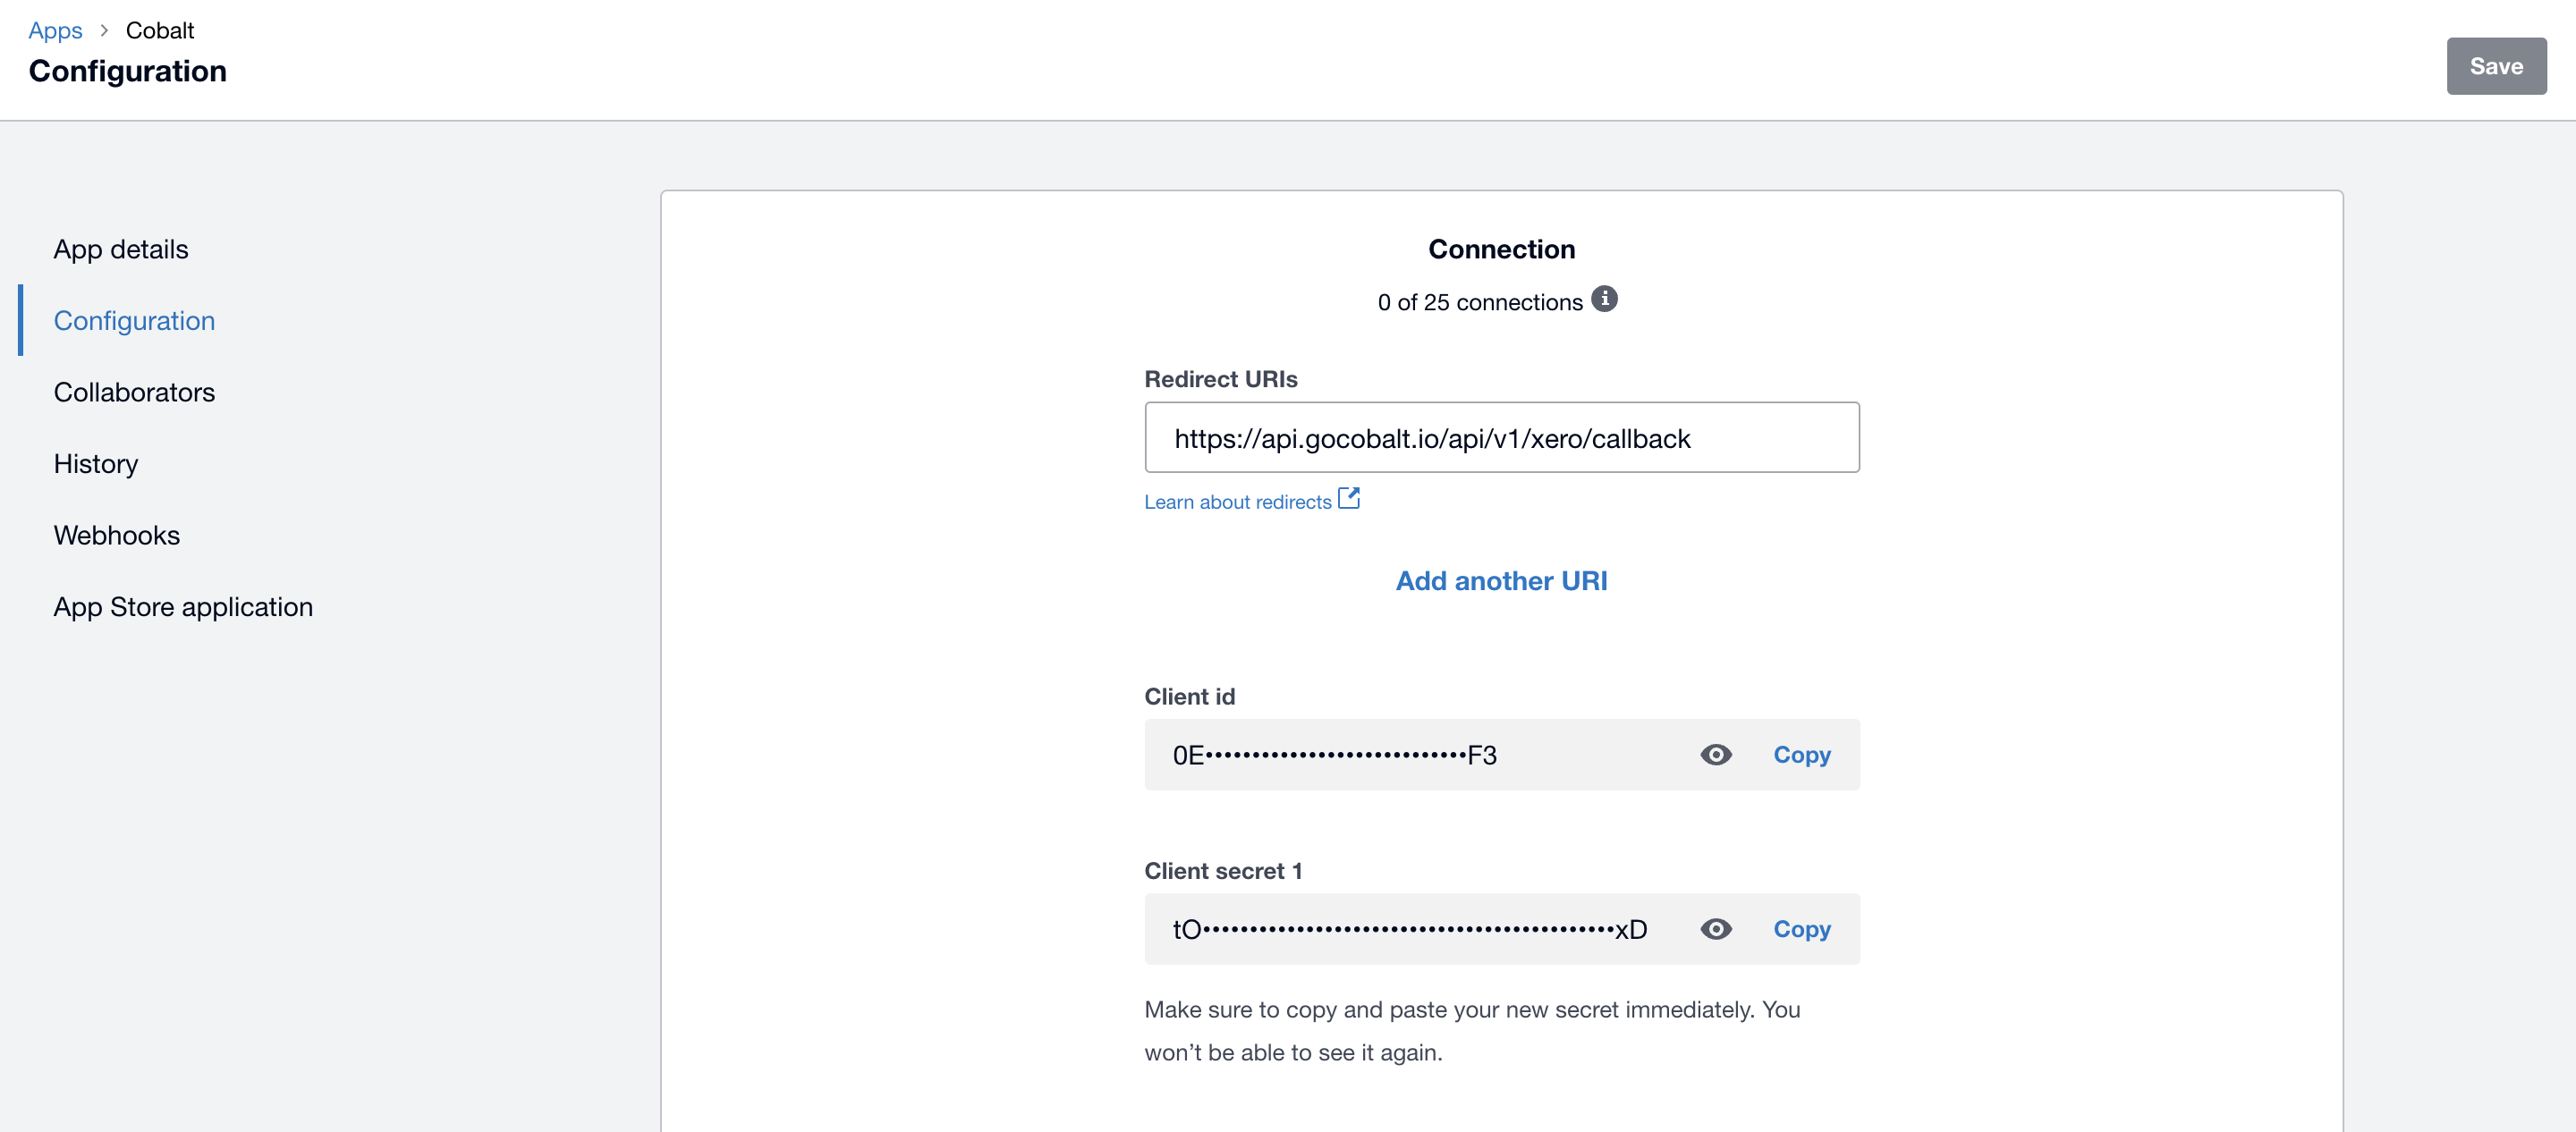 Apps > Cobalt
Configuration
Save
App details
Configuration
Collaborators
History
Webhooks
App Store application
Connection
0 of 25 connections
Redirect URIs
https://api.gocobalt.io/api/v1/xero/callback
Learn about redirects
Add another URI
Client id
0E••••••••••••••••••••••••••••F3
Copy
Client secret 1
tO••••••••••••••••••••••••••••••••••••••••••••xD
Copy
Make sure to copy and paste your new secret immediately. You
won’t be able to see it again.